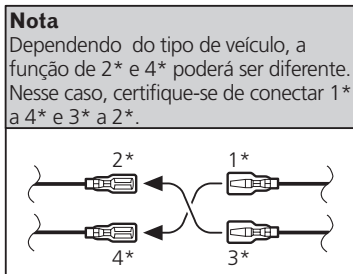 Nota
Dependendo do tipo de veículo, a
função de 2* e 4* poderá ser diferente.
Nesse caso, certifique-se de conectar 1*
a 4* e 3* a 2*.
2* 1*
4* 3*